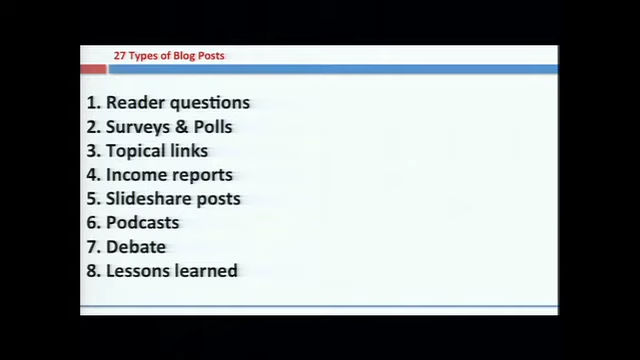 27 Types of Blog Posts
1. Reader questions
2. Surveys & Polls
3. Topical links
4. Income reports
5. Slideshare posts
6. Podcasts
7. Debate
8. Lessons learned